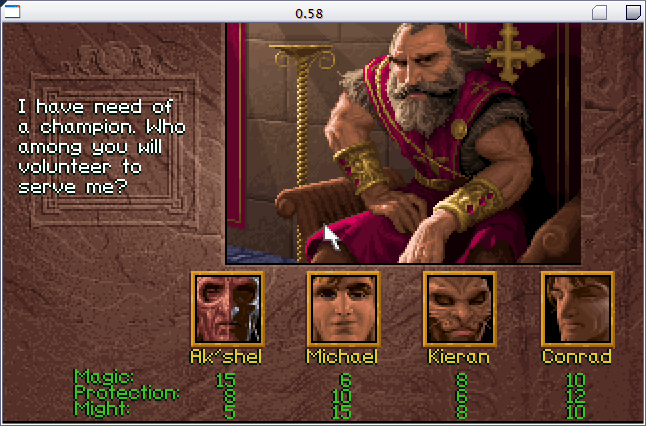 0.58
I have need of
a champion. Who
among you will
volunteer to
serve me?
Ak'shel Michael Kieran Conrad
Magic: 15 6 8 10
Protection: 8 10 6 12
Might: 5 15 8 10